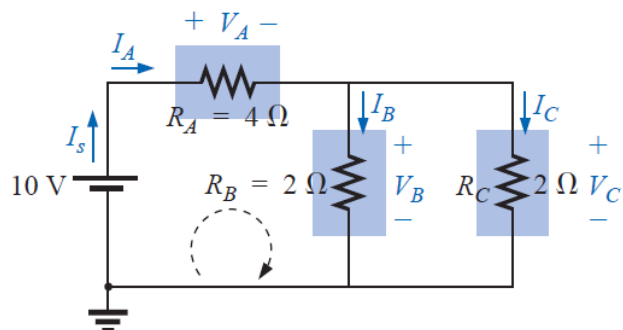 + V_A −
I_A
R_A = 4 Ω
I_s
I_B
I_C
10 V
R_B = 2 Ω
+
V_B
−
R_C
2 Ω
+
V_C
−